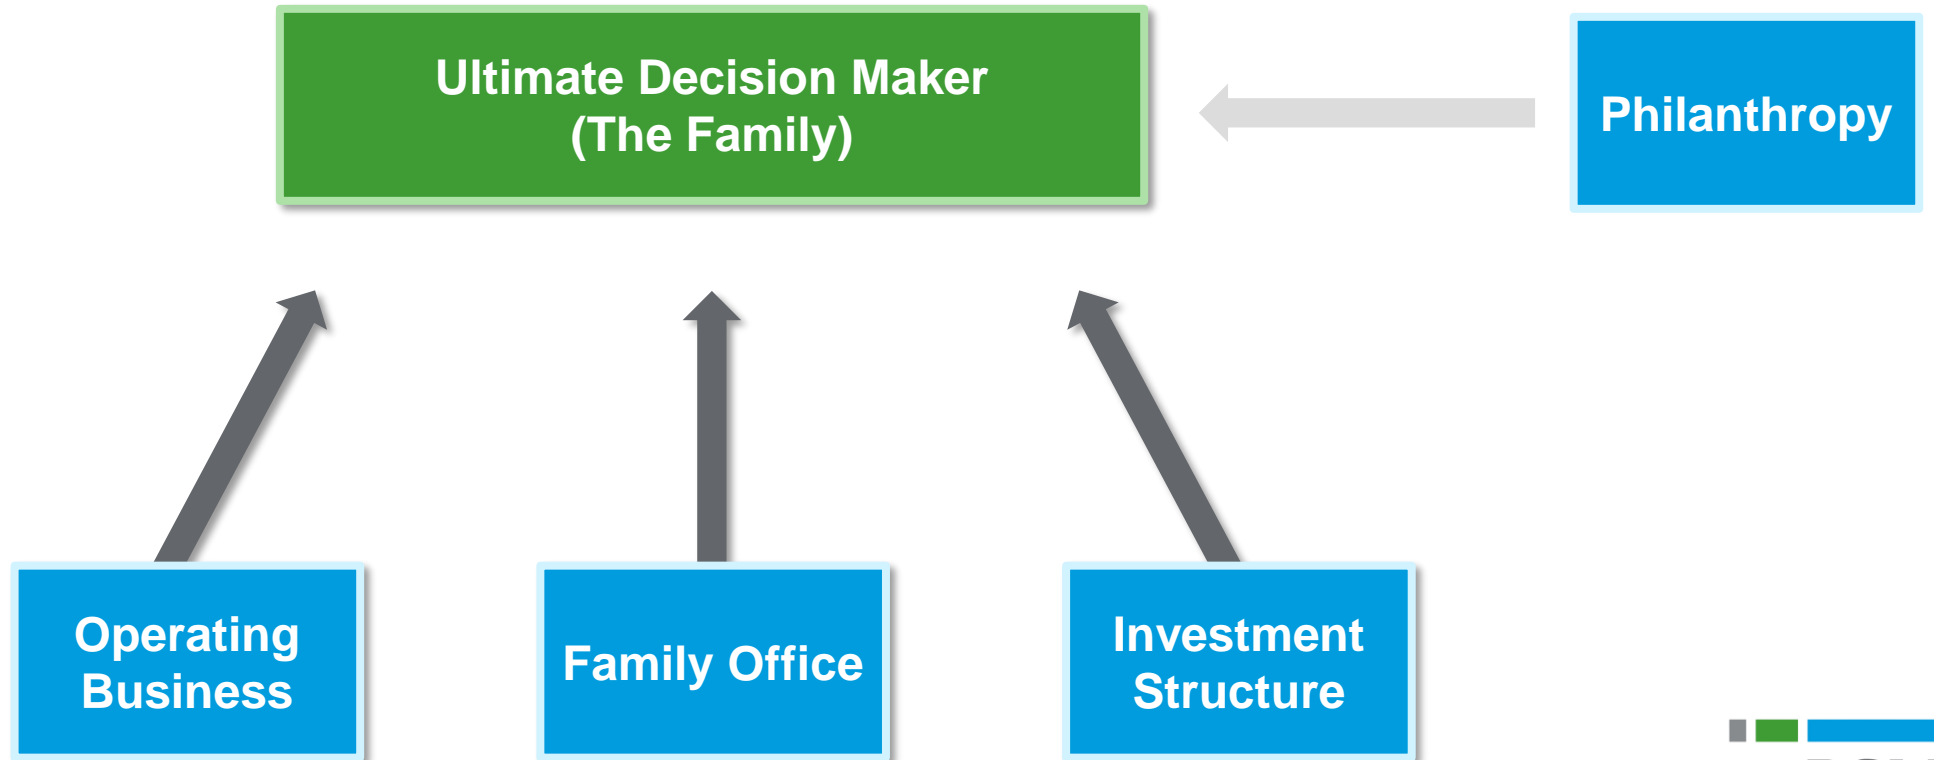 Ultimate Decision Maker
(The Family)
Philanthropy
Operating
Business
Family Office
Investment
Structure